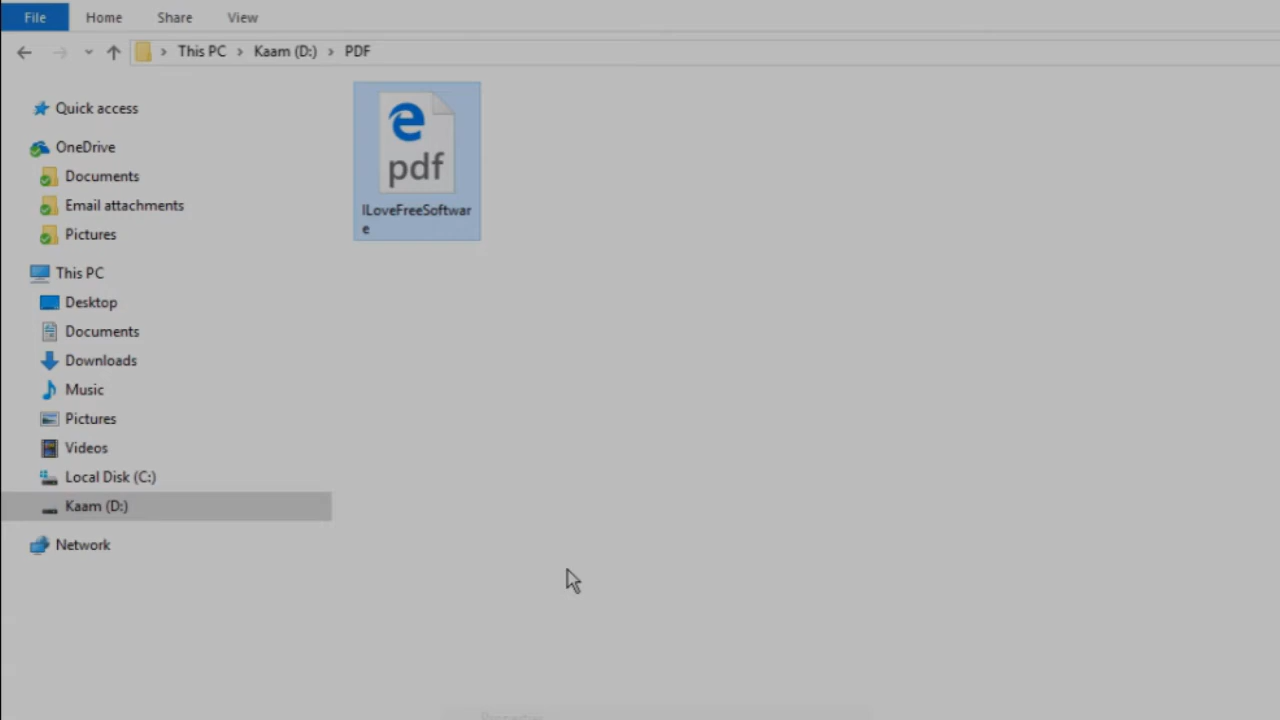 File Home Share View
This PC > Kaam (D:) > PDF
Quick access
OneDrive
Documents
Email attachments
Pictures
This PC
Desktop
Documents
Downloads
Music
Pictures
Videos
Local Disk (C:)
Kaam (D:)
Network
pdf
ILoveFreeSoftwar
e